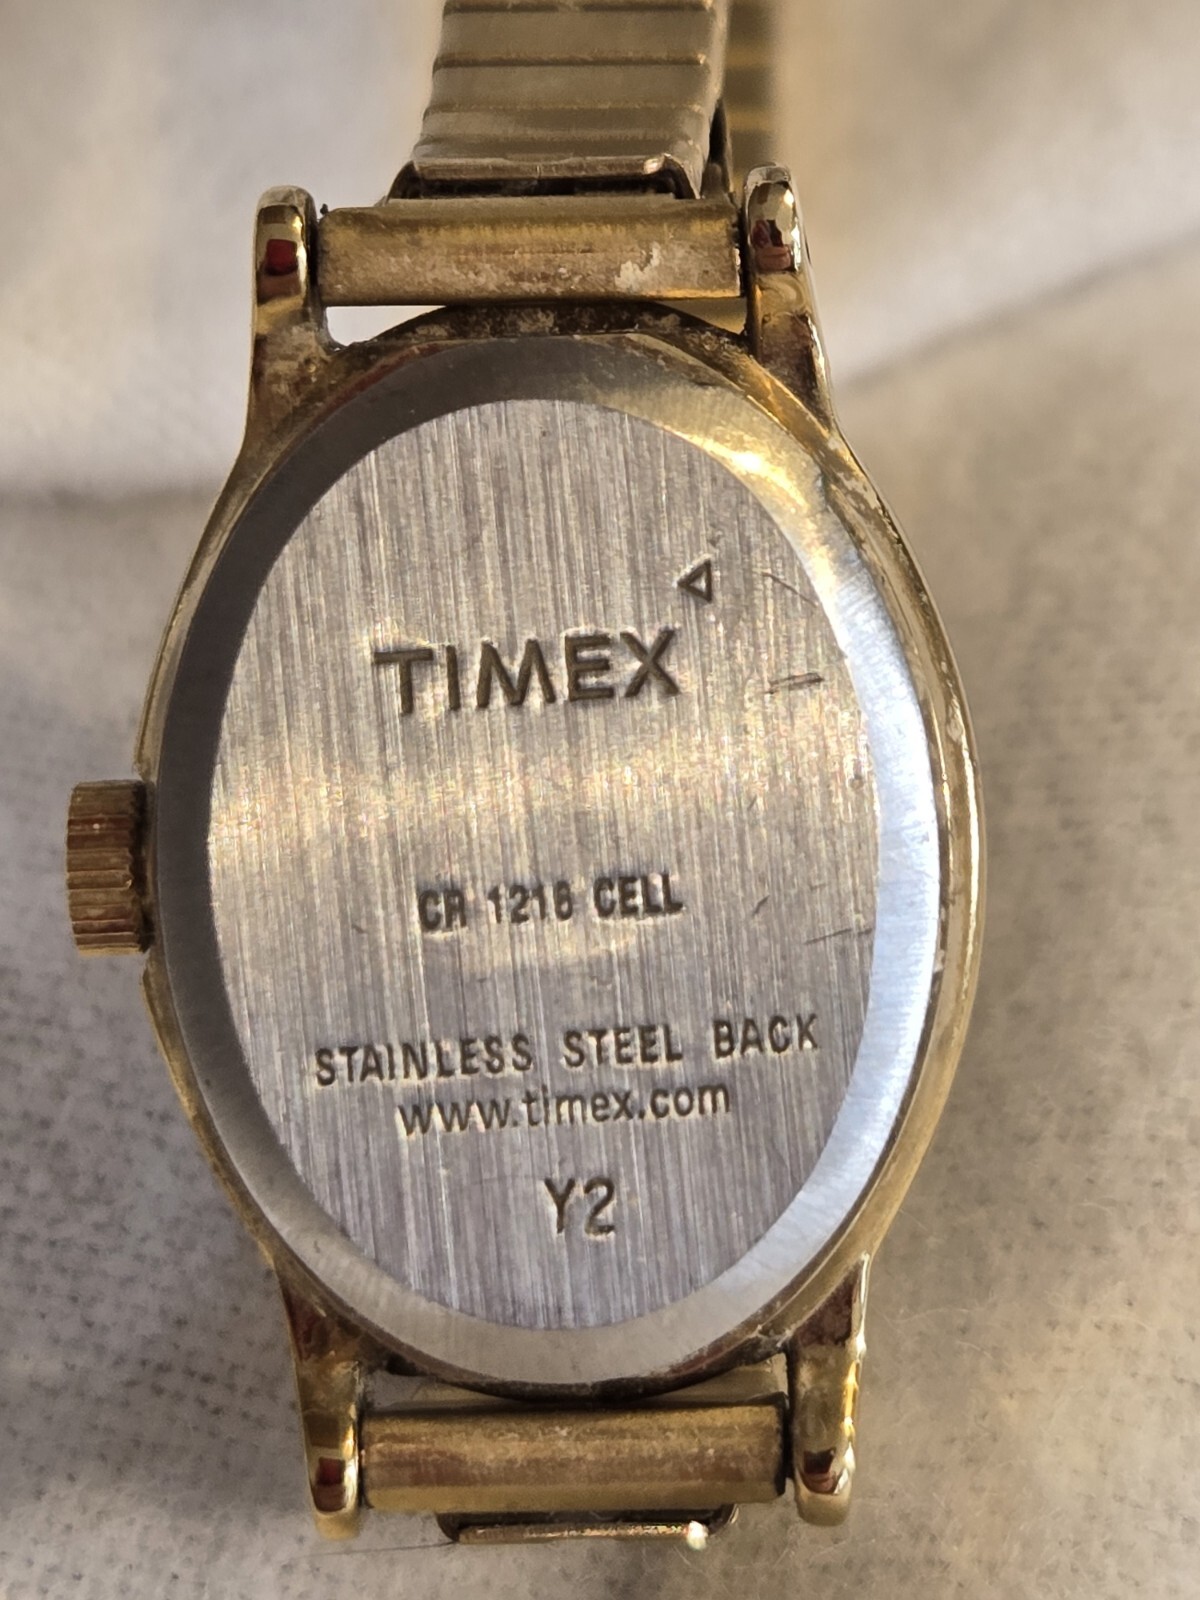 TIMEX
CR 1216 CELL
STAINLESS STEEL BACK
www.timex.com
Y2